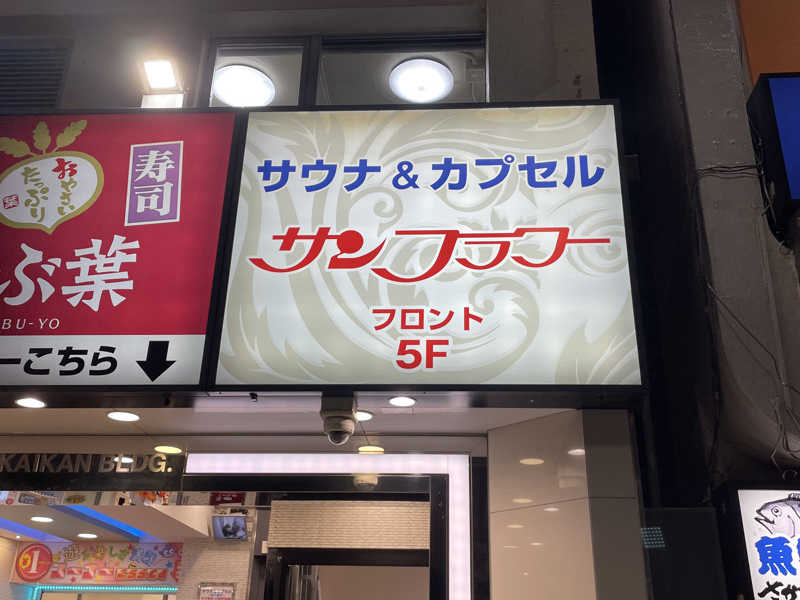 おやさい
たっぷり
葉
寿司
ぶ葉
BU-YO
ーこちら
サウナ & カプセル
サンフラワー
フロント
5F
KAIKAN BLDG.
魚